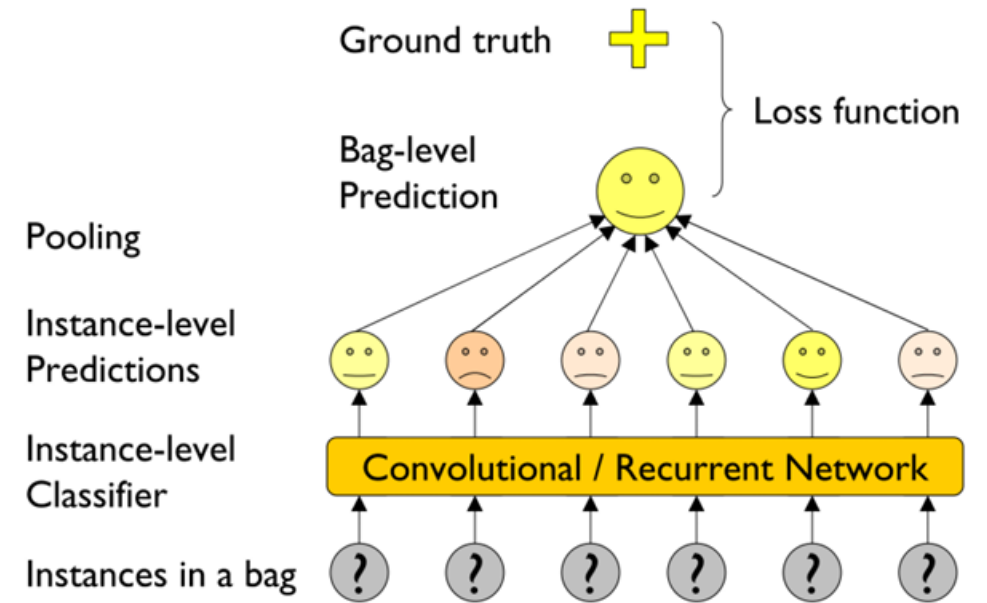 Ground truth
Loss function
Bag-level
Prediction
Pooling
Instance-level
Predictions
Instance-level
Classifier
Convolutional / Recurrent Network
Instances in a bag
? ? ? ? ? ?